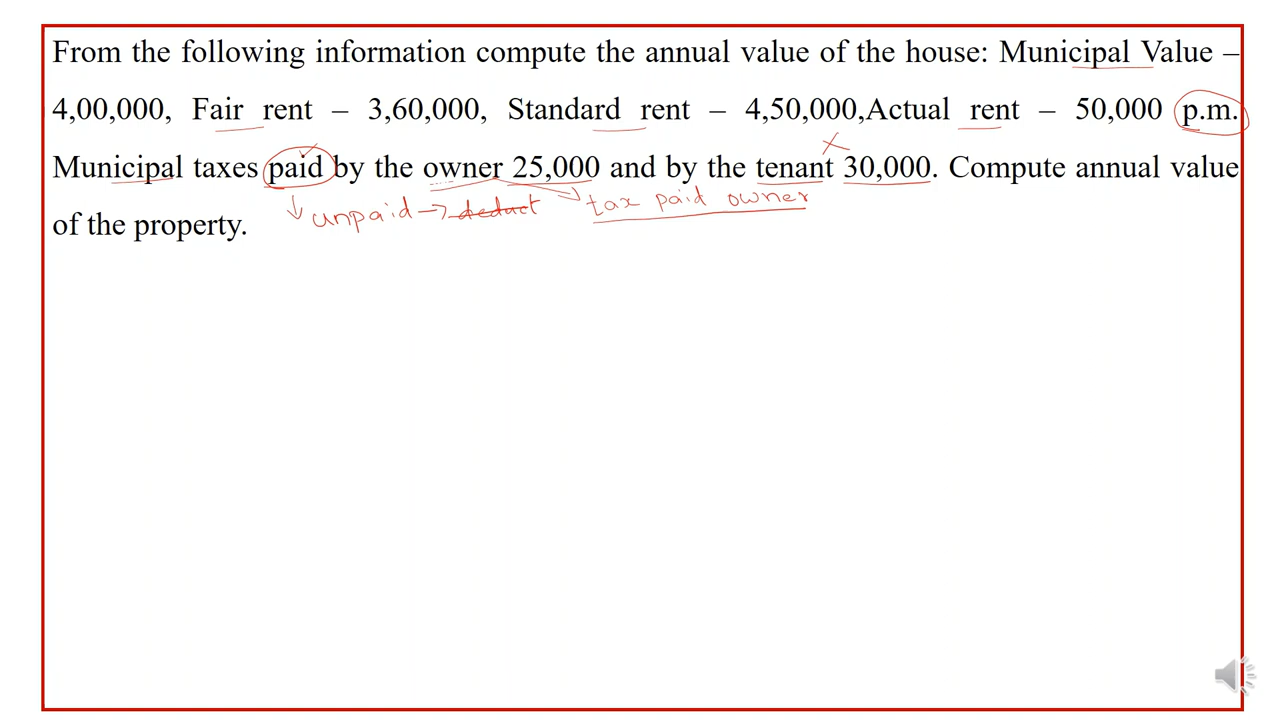 From the following information compute the annual value of the house: Municipal Value –
4,00,000, Fair rent – 3,60,000, Standard rent – 4,50,000,Actual rent – 50,000 p.m.
Municipal taxes paid by the owner 25,000 and by the tenant 30,000. Compute annual value
unpaid → deduct tax paid owner
of the property.